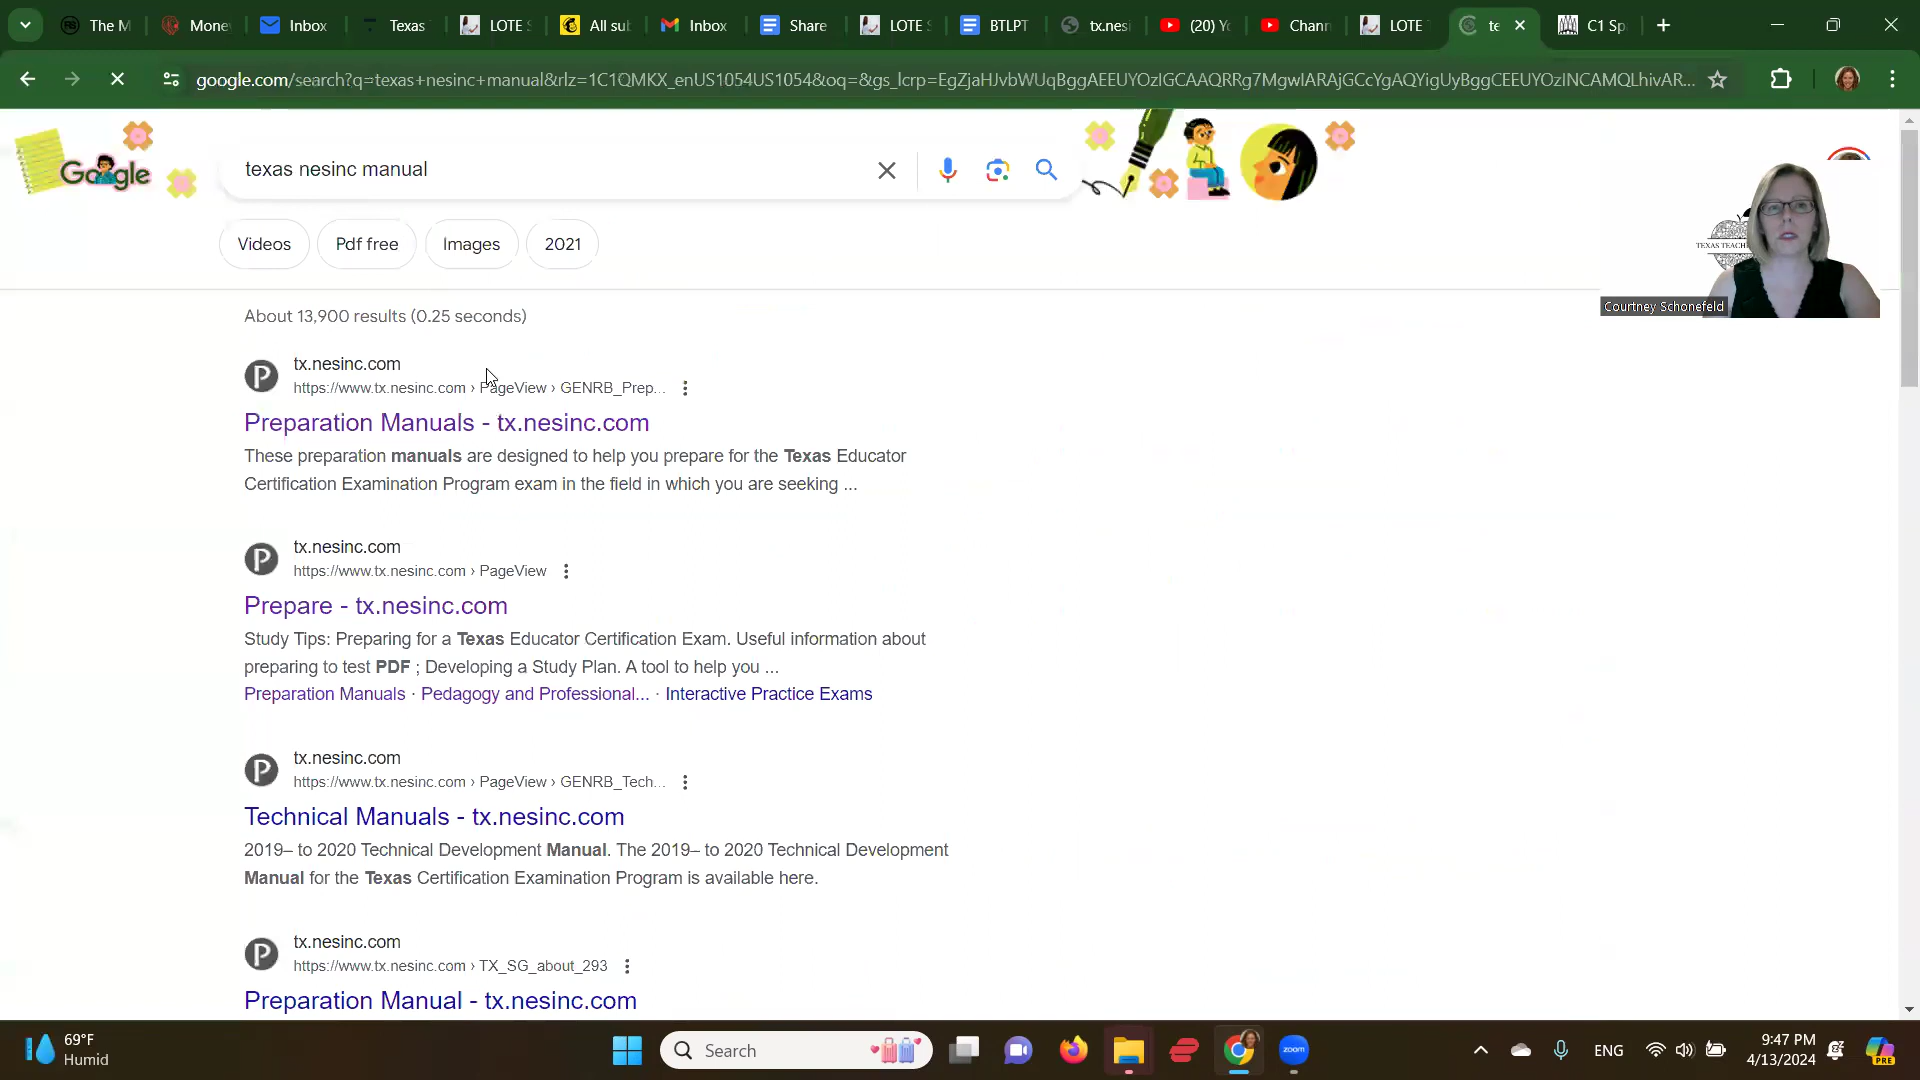 The M
Money
Inbox
Texas
LOTE S
All sub
Inbox
Share
LOTE S
BTLPT
tx.nesi
(20) Yo
Chann
LOTE T
te
C1 Sp
google.com/search?q=texas+nesinc+manual&rlz=1C1QMKX_enUS1054US1054&oq=&gs_lcrp=EgZjaHJvbWUqBggAEEUYOzIGCAAQRRg7MgwIARAjGCcYgAQYigUyBggCEEUYOzINCAMQLhivAR...
Google
texas nesinc manual
Videos
Pdf free
Images
2021
TEXAS TEACH
Courtney Schonefeld
About 13,900 results (0.25 seconds)
tx.nesinc.com
https://www.tx.nesinc.com › PageView › GENRB_Prep...
Preparation Manuals - tx.nesinc.com
These preparation manuals are designed to help you prepare for the Texas Educator
Certification Examination Program exam in the field in which you are seeking ...
tx.nesinc.com
https://www.tx.nesinc.com › PageView
Prepare - tx.nesinc.com
Study Tips: Preparing for a Texas Educator Certification Exam. Useful information about
preparing to test PDF ; Developing a Study Plan. A tool to help you ...
Preparation Manuals · Pedagogy and Professional... · Interactive Practice Exams
tx.nesinc.com
https://www.tx.nesinc.com › PageView › GENRB_Tech...
Technical Manuals - tx.nesinc.com
2019– to 2020 Technical Development Manual. The 2019– to 2020 Technical Development
Manual for the Texas Certification Examination Program is available here.
tx.nesinc.com
https://www.tx.nesinc.com › TX_SG_about_293
Preparation Manual - tx.nesinc.com
69°F
Humid
Search
zoom
ENG
9:47 PM
4/13/2024
PRE